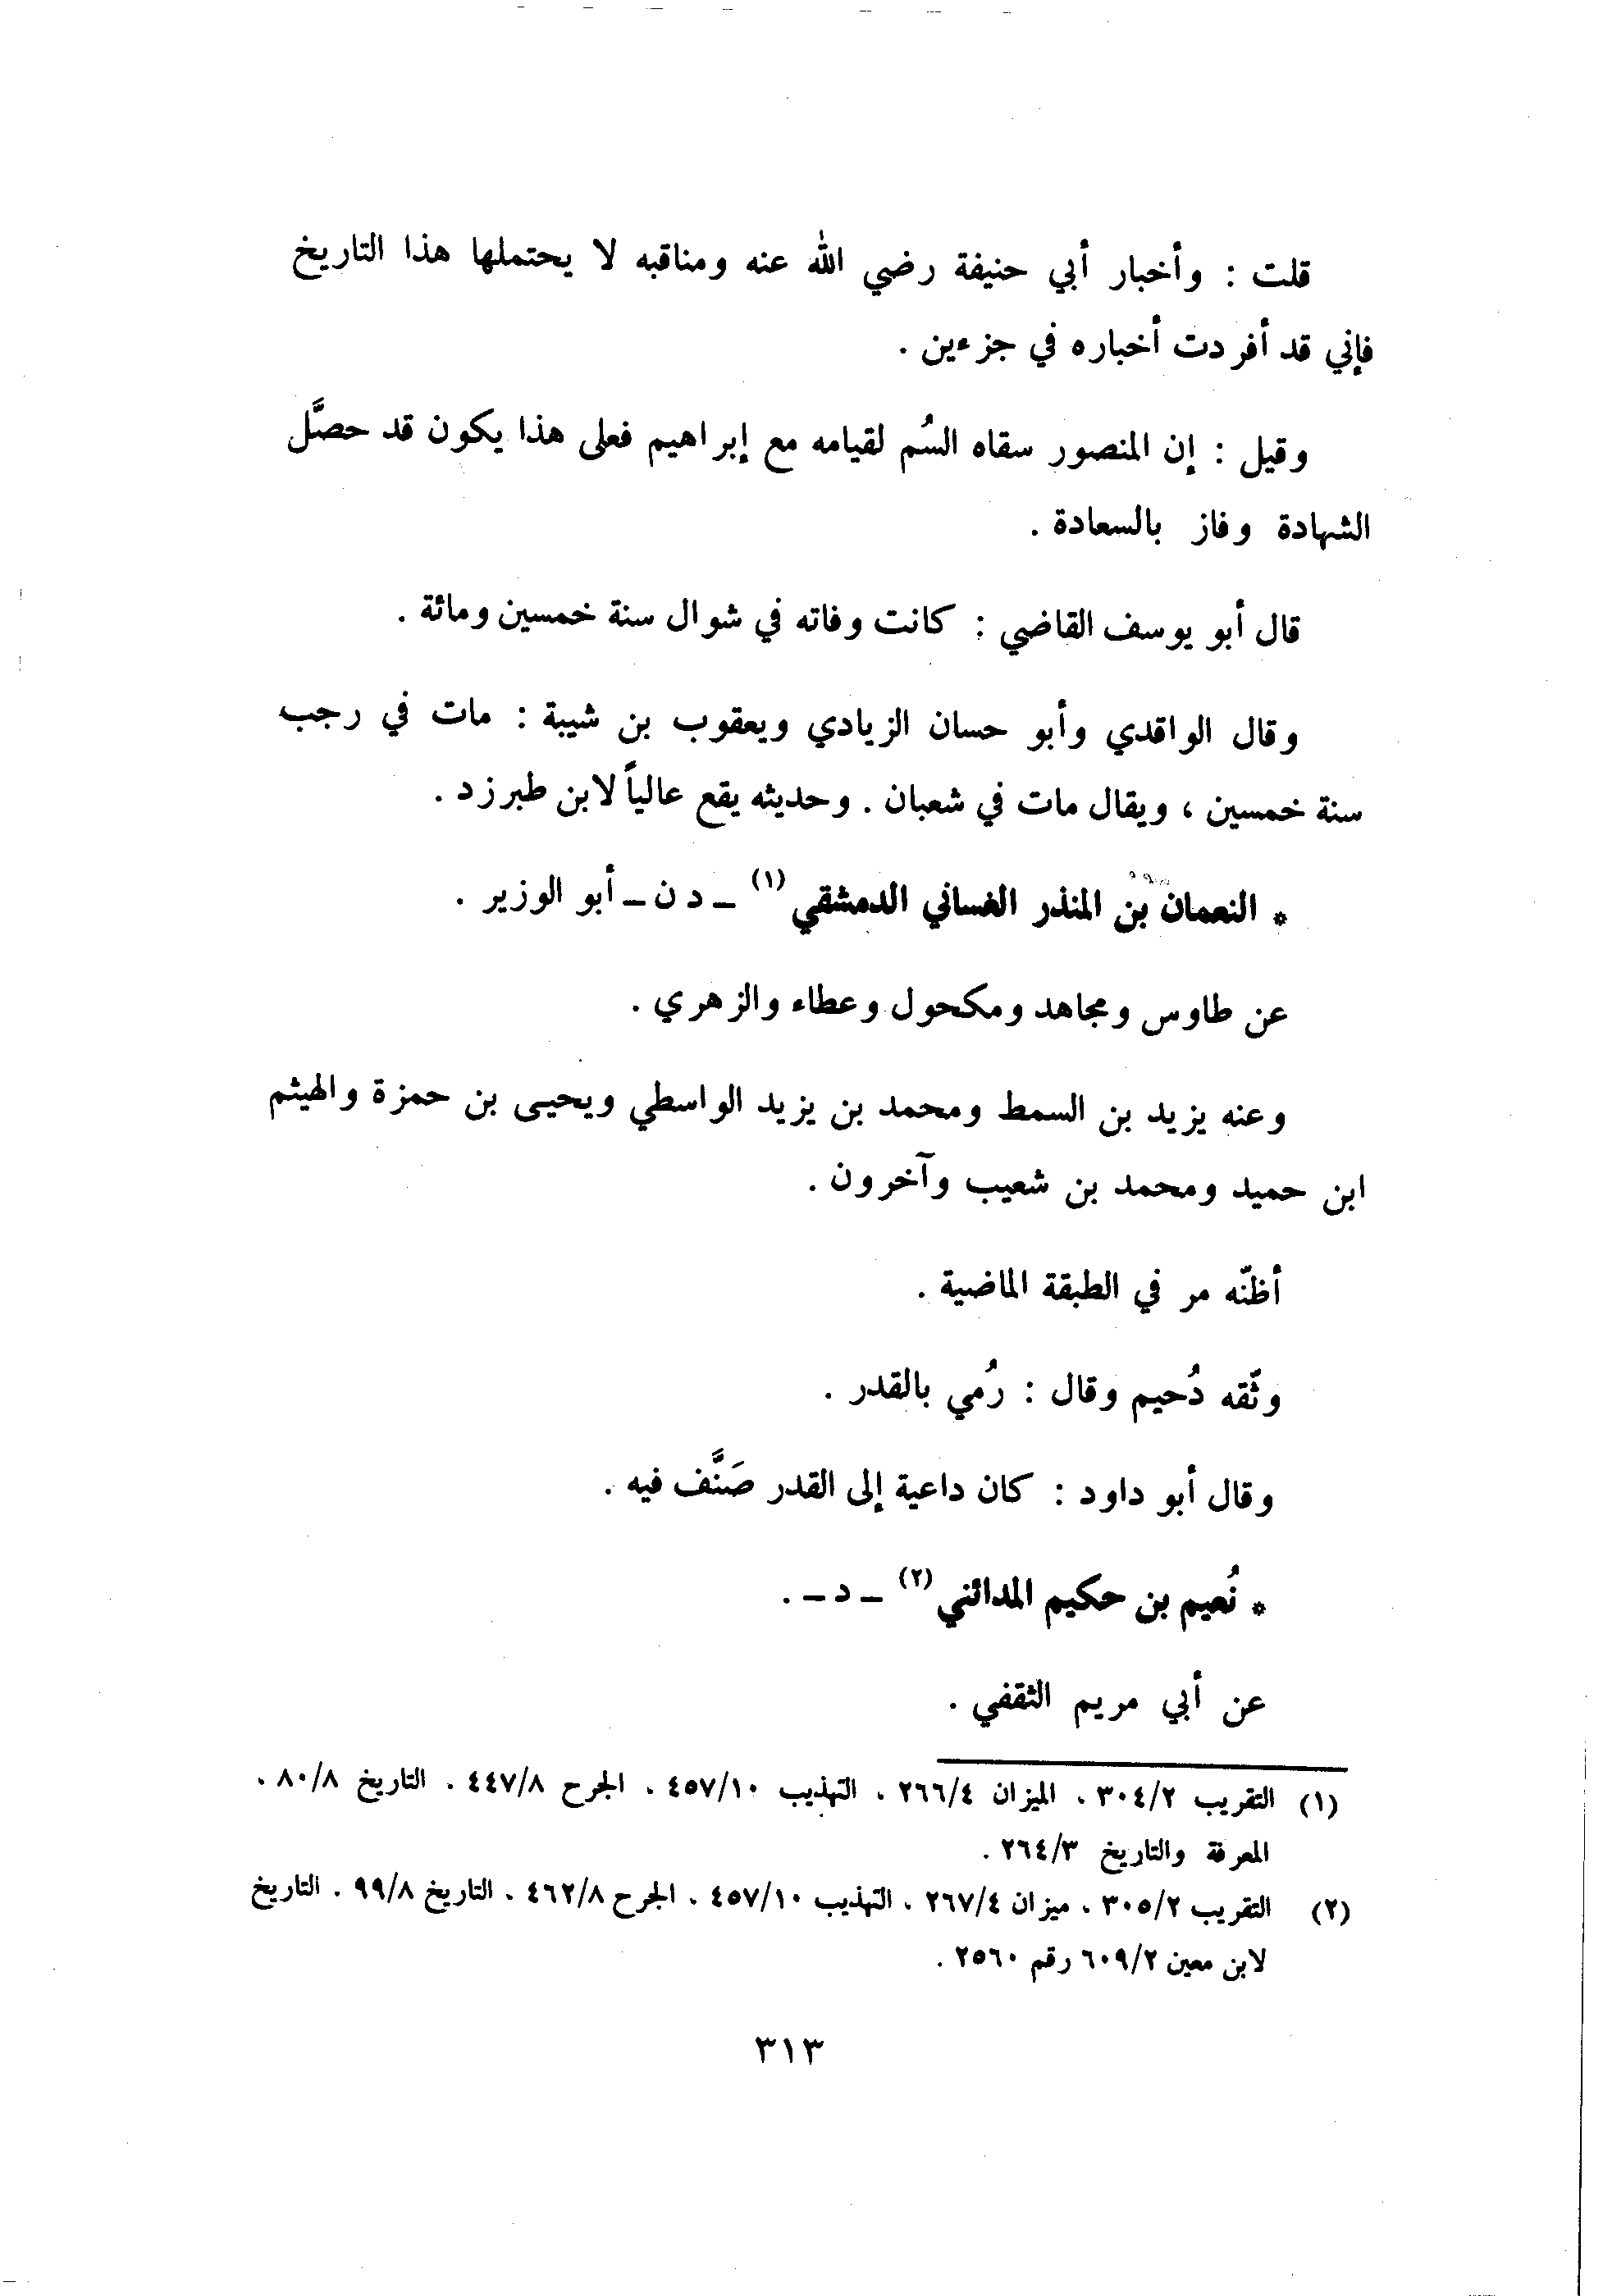 قلت : وأخبار أبي حنيفة رضي الله عنه ومناقبه لا يحتملها هذا التاريخ
فإني قد أفردت أخباره في جزءين .
وقيل : إن المنصور سقاه السُم لقيامه مع إبراهيم فعلى هذا يكون قد حصَّل
الشهادة وفاز بالسعادة .
قال أبو يوسف القاضي : كانت وفاته في شوال سنة خمسين ومائة .
وقال الواقدي وأبو حسان الزيادي ويعقوب بن شيبة : مات في رجب
سنة خمسين ، ويقال مات في شعبان . وحديثه يقع عالياً لابن طبرزد .
* النعمان بن المنذر الغساني الدمشقي (١) ــ د ن ــ أبو الوزير .
عن طاوس ومجاهد ومكحول وعطاء والزهري .
وعنه يزيد بن السمط ومحمد بن يزيد الواسطي ويحيى بن حمزة والهيثم
ابن حميد ومحمد بن شعيب وآخرون .
أظنّه مر في الطبقة الماضية .
وثّقه دُحيم وقال : رُمي بالقدر .
وقال أبو داود : كان داعية إلى القدر صَنَّف فيه .
* نُعيم بن حكيم المدائني (٢) ــ د ــ .
عن أبي مريم الثقفي .
(١) التقريب ٣٠٤/٢ . الميزان ٢٦٦/٤ . التهذيب ٤٥٧/١٠ . الجرح ٤٤٧/٨ . التاريخ ٨٠/٨ .
المعرفة والتاريخ ٢٦٤/٣ .
(٢) التقريب ٣٠٥/٢ . ميزان ٢٦٧/٤ . التهذيب ٤٥٧/١٠ . الجرح ٤٦٢/٨ . التاريخ ٩٩/٨ . التاريخ
لابن معين ٦٠٩/٢ رقم ٢٥٦٠ .
٣١٣